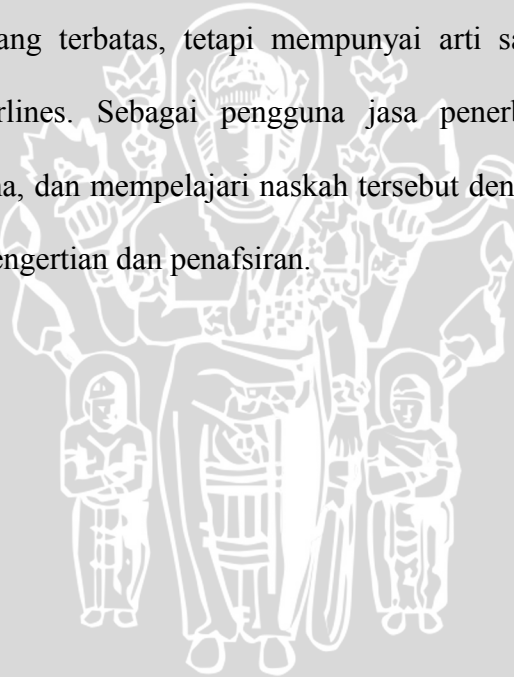 ang terbatas, tetapi mempunyai arti sa
rlines. Sebagai pengguna jasa penerb
na, dan mempelajari naskah tersebut den
engertian dan penafsiran.